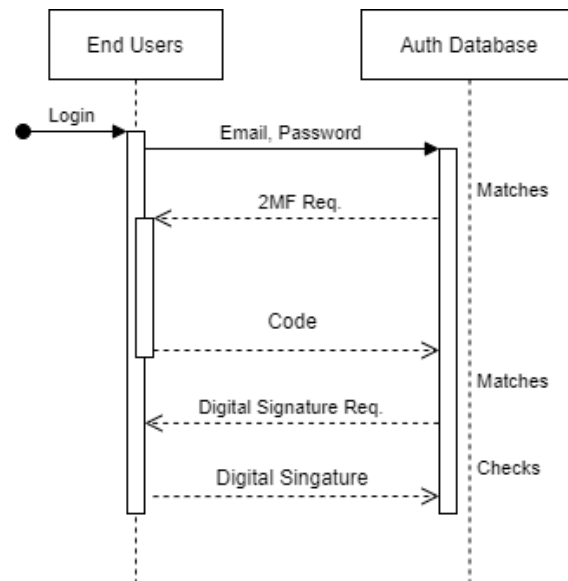 End Users
Auth Database
Login
Email, Password
Matches
2MF Req.
Code
Matches
Digital Signature Req.
Checks
Digital Singature